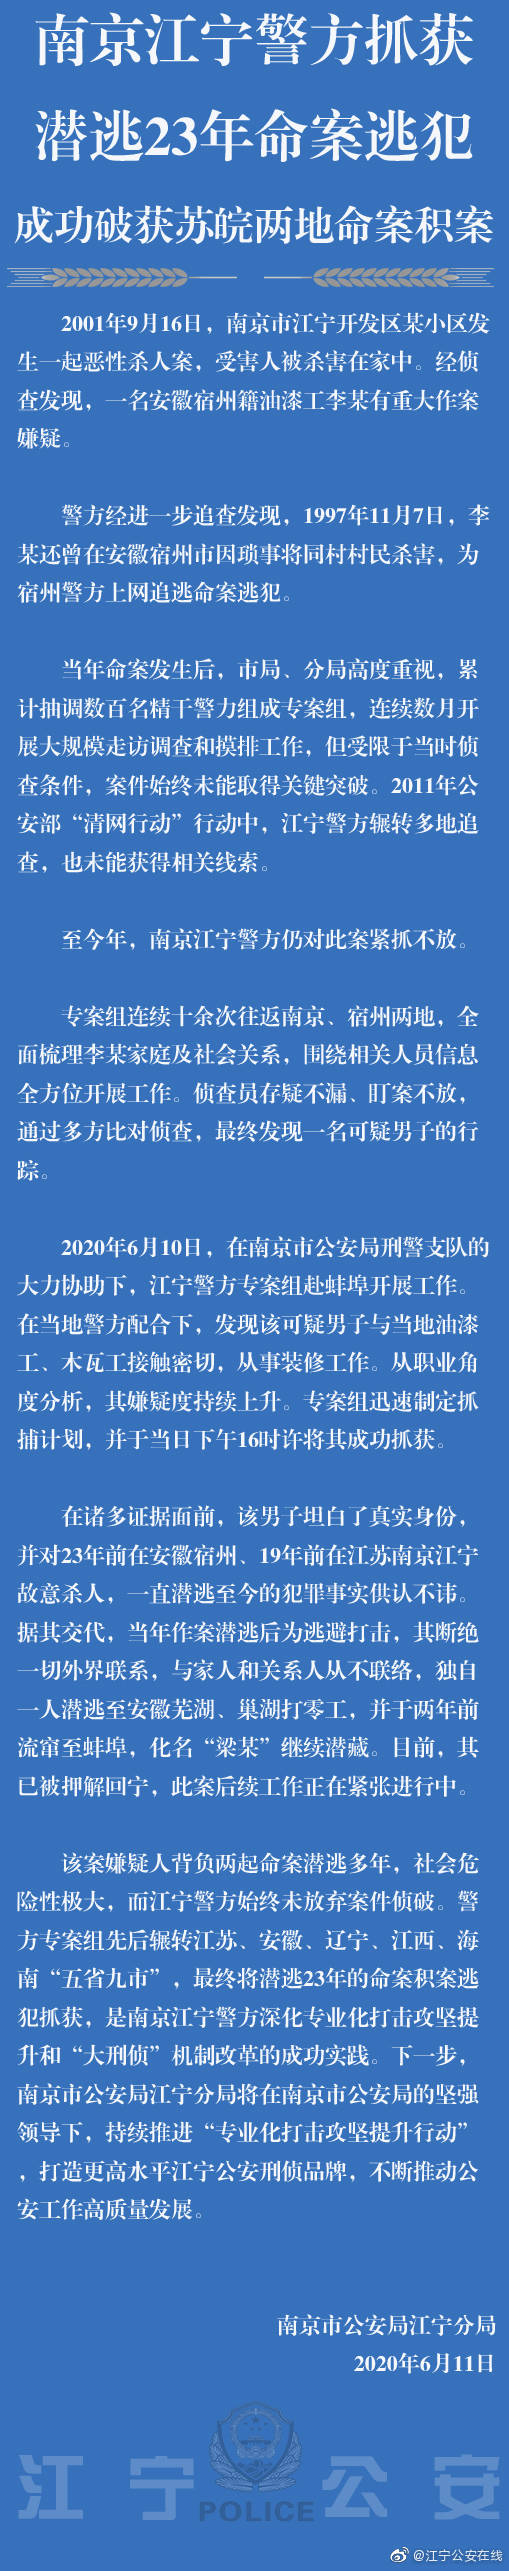 南京江宁警方抓获
潜逃23年命案逃犯
成功破获苏皖两地命案积案
2001年9月16日，南京市江宁开发区某小区发
生一起恶性杀人案，受害人被杀害在家中。经侦
查发现，一名安徽宿州籍油漆工李某有重大作案
嫌疑。
警方经进一步追查发现，1997年11月7日，李
某还曾在安徽宿州市因琐事将同村村民杀害，为
宿州警方上网追逃命案逃犯。
当年命案发生后，市局、分局高度重视，累
计抽调数百名精干警力组成专案组，连续数月开
展大规模走访调查和摸排工作，但受限于当时侦
查条件，案件始终未能取得关键突破。2011年公
安部“清网行动”行动中，江宁警方辗转多地追
查，也未能获得相关线索。
至今年，南京江宁警方仍对此案紧抓不放。
专案组连续十余次往返南京、宿州两地，全
面梳理李某家庭及社会关系，围绕相关人员信息
全方位开展工作。侦查员存疑不漏、盯案不放，
通过多方比对侦查，最终发现一名可疑男子的行
踪。
2020年6月10日，在南京市公安局刑警支队的
大力协助下，江宁警方专案组赴蚌埠开展工作。
在当地警方配合下，发现该可疑男子与当地油漆
工、木瓦工接触密切，从事装修工作。从职业角
度分析，其嫌疑度持续上升。专案组迅速制定抓
捕计划，并于当日下午16时许将其成功抓获。
在诸多证据面前，该男子坦白了真实身份，
并对23年前在安徽宿州、19年前在江苏南京江宁
故意杀人，一直潜逃至今的犯罪事实供认不讳。
据其交代，当年作案潜逃后为逃避打击，其断绝
一切外界联系，与家人和关系人从不联络，独自
一人潜逃至安徽芜湖、巢湖打零工，并于两年前
流窜至蚌埠，化名“梁某”继续潜藏。目前，其
已被押解回宁，此案后续工作正在紧张进行中。
该案嫌疑人背负两起命案潜逃多年，社会危
险性极大，而江宁警方始终未放弃案件侦破。警
方专案组先后辗转江苏、安徽、辽宁、江西、海
南“五省九市”，最终将潜逃23年的命案积案逃
犯抓获，是南京江宁警方深化专业化打击攻坚提
升和“大刑侦”机制改革的成功实践。下一步，
南京市公安局江宁分局将在南京市公安局的坚强
领导下，持续推进“专业化打击攻坚提升行动”
，打造更高水平江宁公安刑侦品牌，不断推动公
安工作高质量发展。
南京市公安局江宁分局
2020年6月11日
江宁公安
POLICE
@江宁公安在线